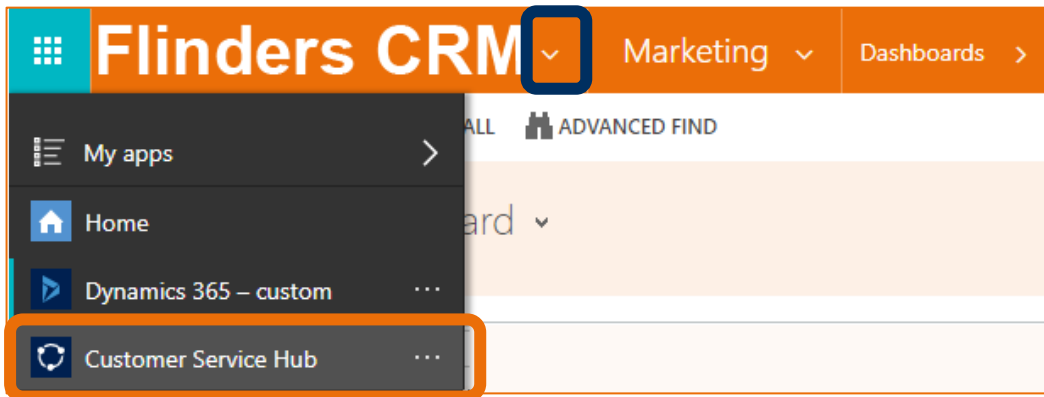 Flinders CRM Marketing Dashboards
ALL ADVANCED FIND
My apps
ard
Home
Dynamics 365 – custom ...
Customer Service Hub ...